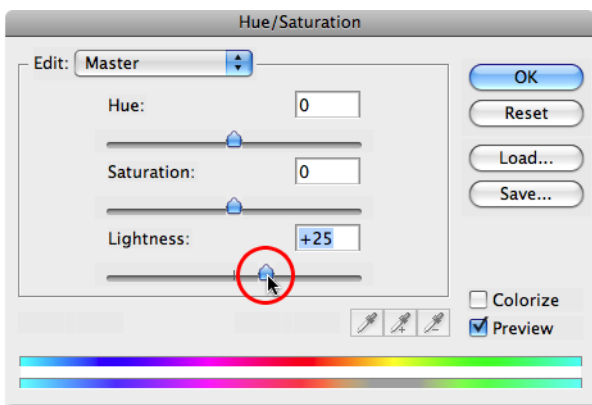 Hue/Saturation
Edit: Master
OK
Hue: 0
Reset
Load...
Saturation: 0
Save...
Lightness: +25
Colorize
Preview